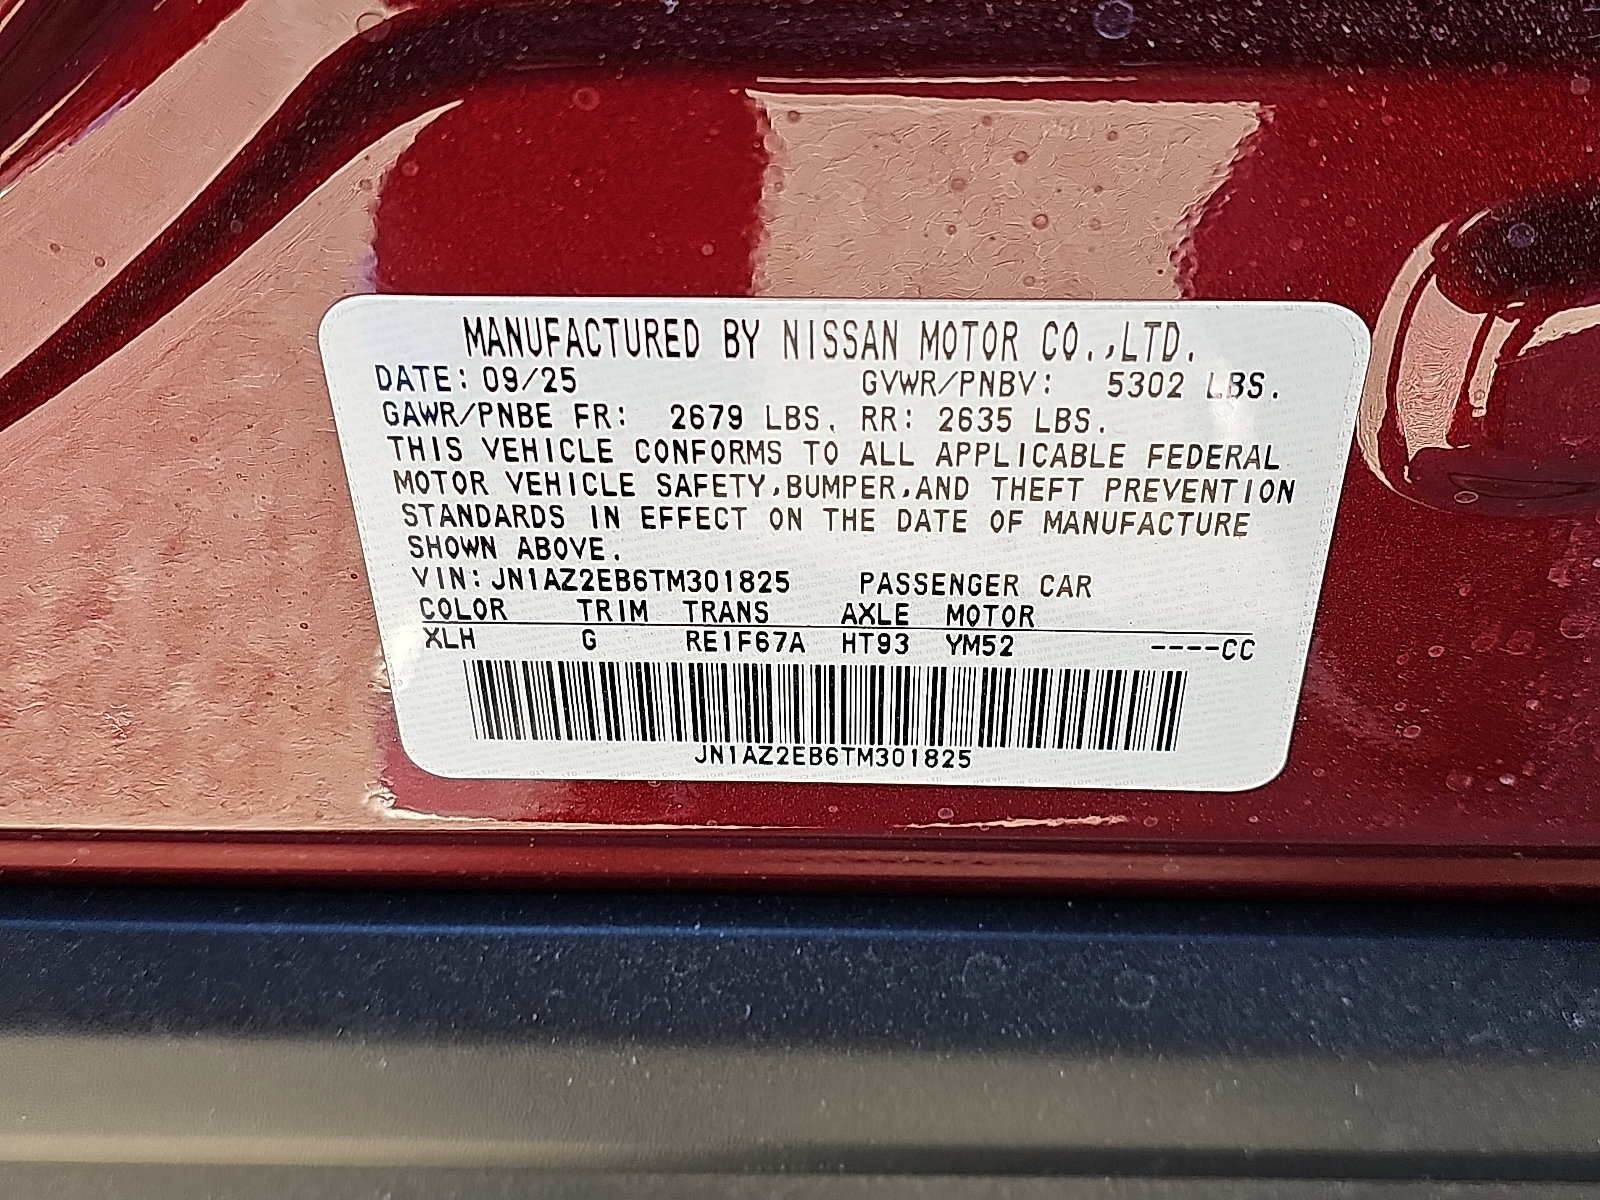 MANUFACTURED BY NISSAN MOTOR CO.,LTD.
DATE: 09/25 GVWR/PNBV: 5302 LBS.
GAWR/PNBE FR: 2679 LBS. RR: 2635 LBS.
THIS VEHICLE CONFORMS TO ALL APPLICABLE FEDERAL
MOTOR VEHICLE SAFETY,BUMPER,AND THEFT PREVENTION
STANDARDS IN EFFECT ON THE DATE OF MANUFACTURE
SHOWN ABOVE.
VIN: JN1AZ2EB6TM301825 PASSENGER CAR
COLOR TRIM TRANS AXLE MOTOR
XLH G RE1F67A HT93 YM52 ----CC
JN1AZ2EB6TM301825